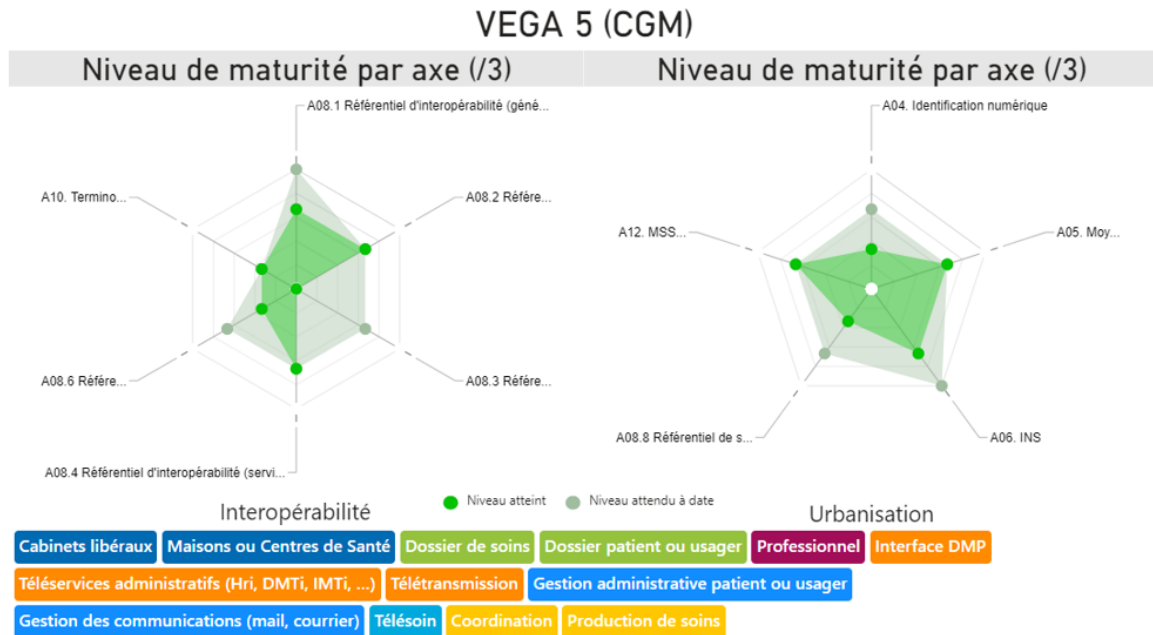 VEGA 5 (CGM)
Niveau de maturité par axe (/3)
Niveau de maturité par axe (/3)
A08.1 Référentiel d'interopérabilité (géné...
A04. Identification numérique
A10. Termino...
A08.2 Référe...
A12. MSS...
A05. Moy...
A08.6 Référe...
A08.3 Référe...
A08.8 Référentiel de s...
A06. INS
A08.4 Référentiel d'interopérabilité (servi...
Niveau atteint
Niveau attendu à date
Interopérabilité
Urbanisation
Cabinets libéraux Maisons ou Centres de Santé Dossier de soins Dossier patient ou usager Professionnel Interface DMP
Téléservices administratifs (Hri, DMTi, IMTi, ...) Télétransmission Gestion administrative patient ou usager
Gestion des communications (mail, courrier) Télésoin Coordination Production de soins